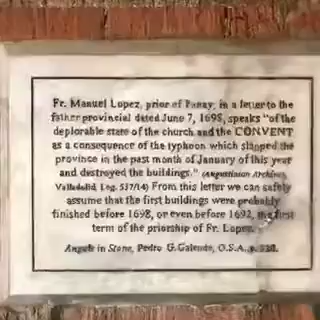 Fr. Manuel Lopez, prior of Panay, in a letter to the
father provincial dated June 7, 1698, speaks "of the
deplorable state of the church and the CONVENT
as a consequence of the typhoon which slapped the
province in the past month of January of this year
and destroyed the buildings." (Augustinian Archives,
Valladolid, Leg. 537/(4) From this letter we can safely
assume that the first buildings were probably
finished before 1698, or even before 1692, the first
term of the priorship of Fr. Lopez.
Angels in Stone, Pedro G. Galende, O.S.A.,